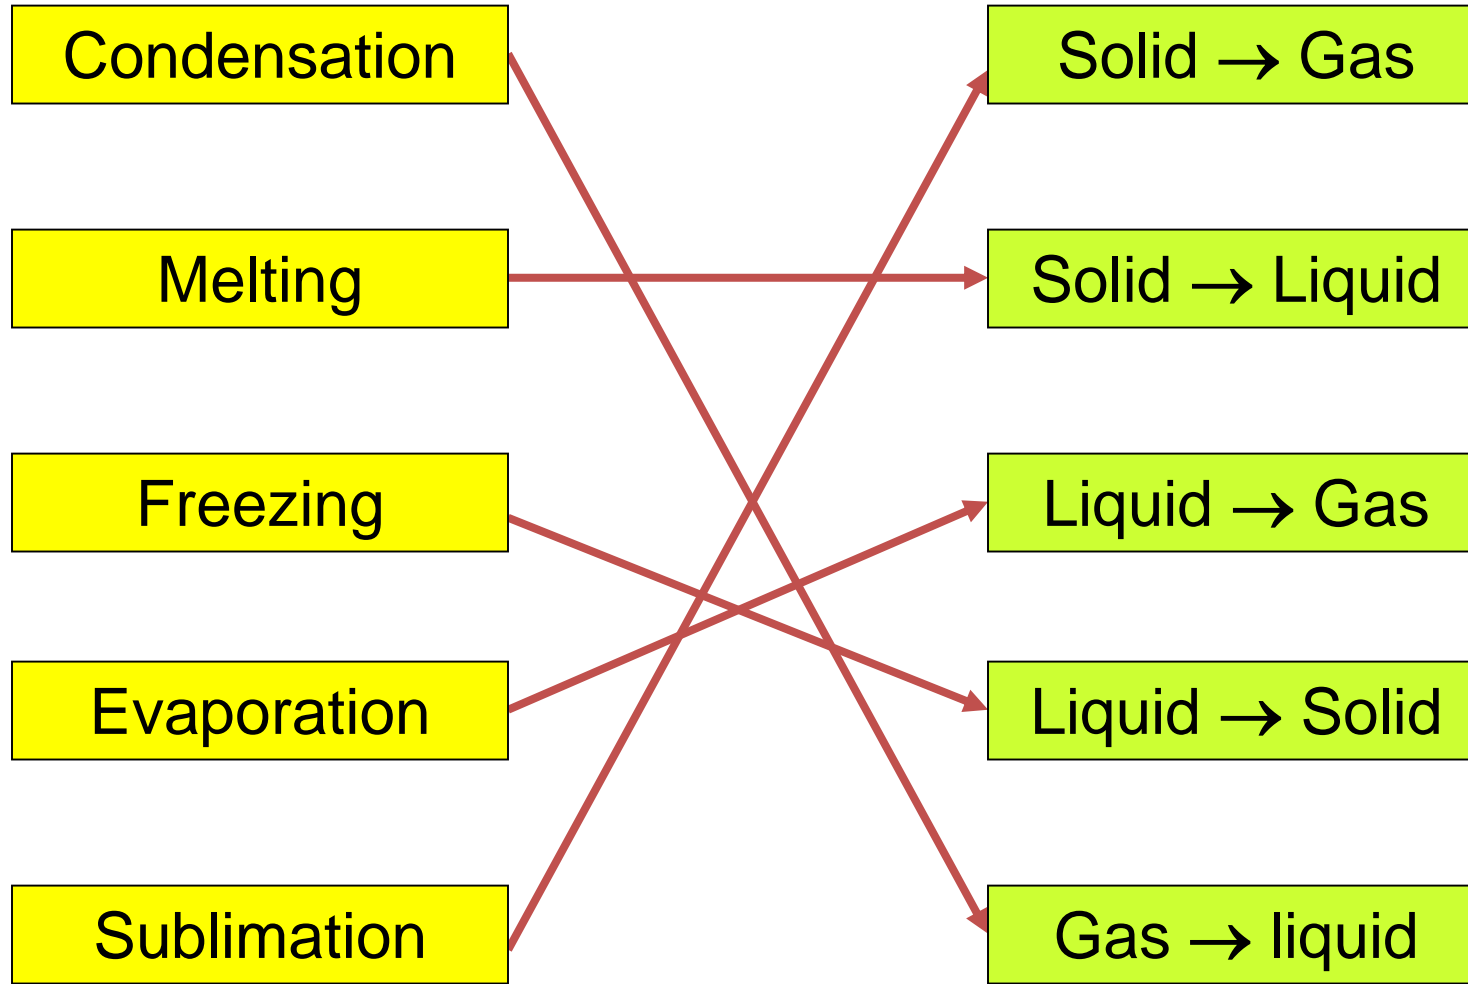 Condensation
Solid → Gas
Melting
Solid → Liquid
Freezing
Liquid → Gas
Evaporation
Liquid → Solid
Sublimation
Gas → liquid